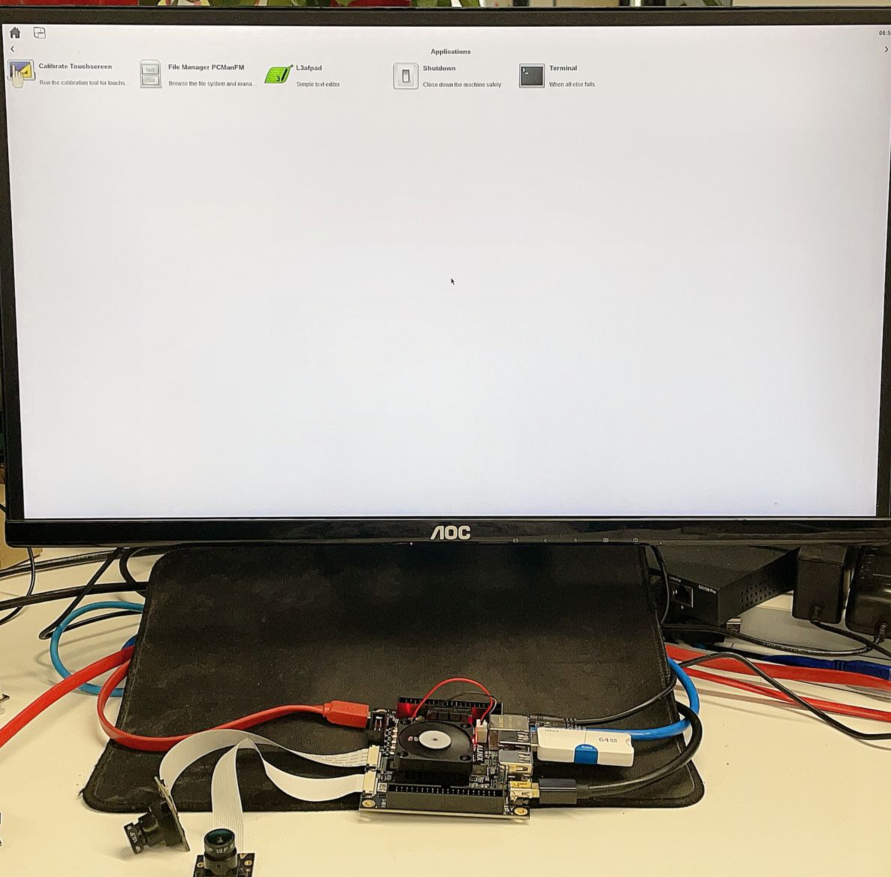 Applications
Calibrate Touchscreen
Run the calibration tool for touchs...
File Manager PCManFM
Browse the file system and mana...
L3afpad
Simple text editor
Shutdown
Close down the machine safely
Terminal
When all else fails
AOC